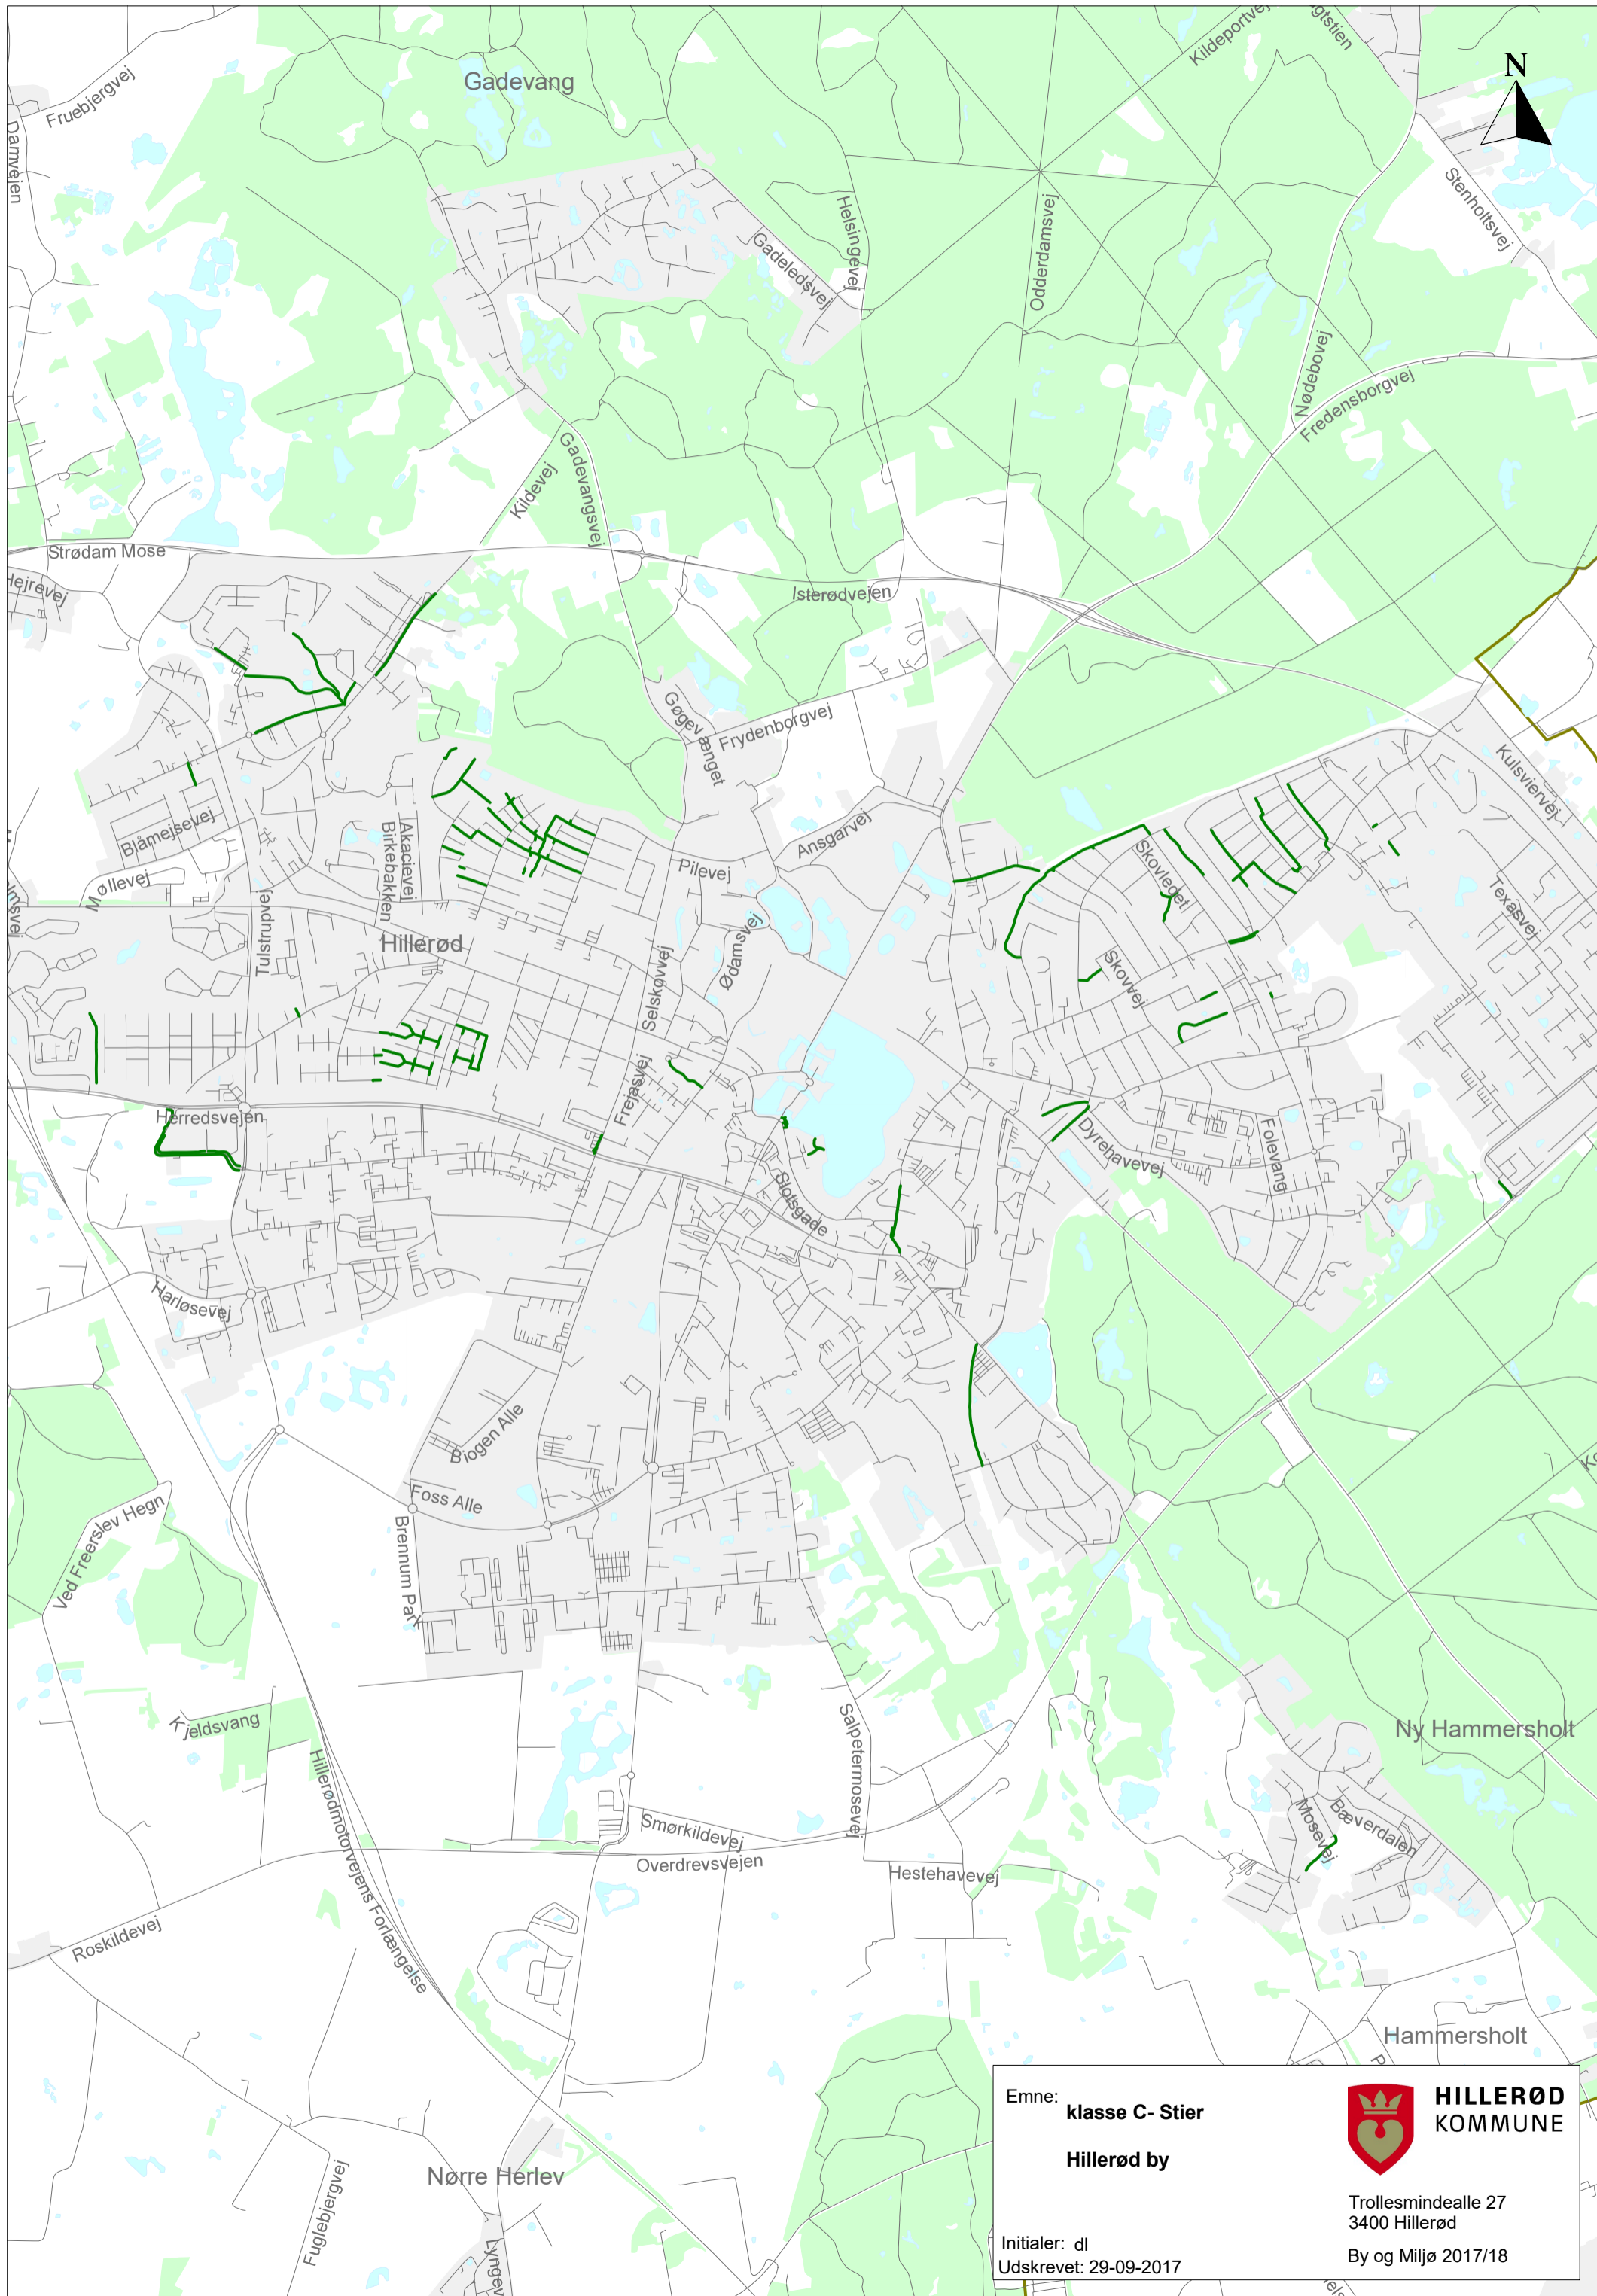 Kildeportvej
Gadevang
Fruebjergvej
N
Damvejen
Stenholtsvej
Helsingevej
Odderdamsvej
Gadeledsvej
Nødebovej
Fredensborgvej
Gadevangsvej
Kildevej
Strødam Mose
Isterødvejen
Gøgevænget
Frydenborgvej
Kulsviervej
Blåmejsevej
Akacievej
Birkebakken
Ansgarvej
Pilevej
Skovledet
Møllevej
Texasvej
Tulstrupvej
Hillerød
Ødamsvej
Selskovvej
Skovvej
Frejasvej
Herredsvejen
Dyrehavevej
Folevang
Slotsgade
Harløsevej
Biogen Alle
Foss Alle
Ved Freerslev Hegn
Brennum Park
Kjeldsvang
Salpetermosevej
Ny Hammersholt
Hillerødmotorvejens Forlængelse
Mosevej
Bæverdalen
Smørkildevej
Overdrevsvejen
Hestehavevej
Roskildevej
Hammersholt
Nørre Herlev
Fuglebjergvej
Emne:
klasse C- Stier
Hillerød by
HILLERØD
KOMMUNE
Trollesmindealle 27
3400 Hillerød
Initialer: dl
By og Miljø 2017/18
Udskrevet: 29-09-2017